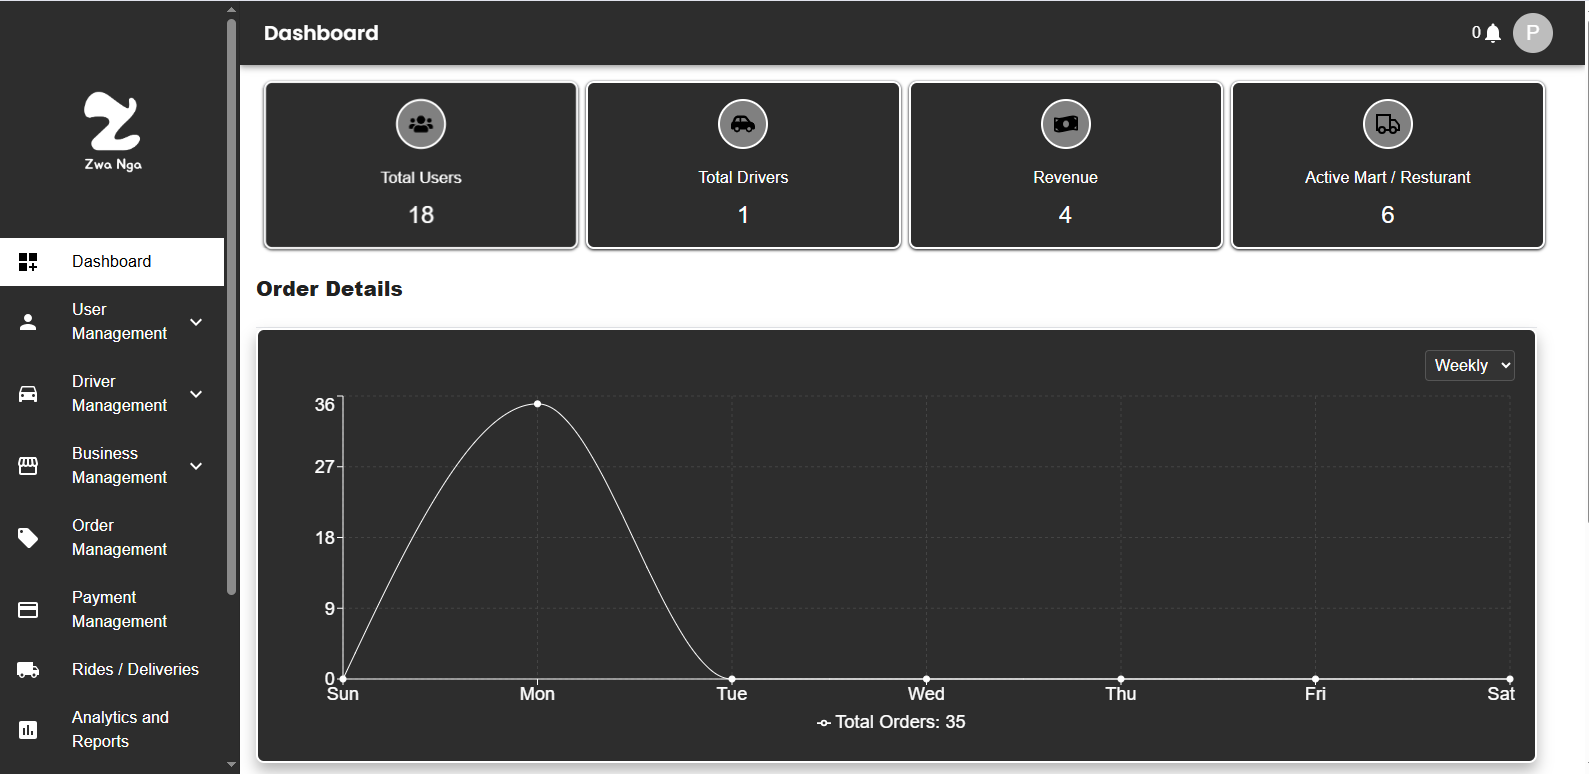 Zwa Nga
Dashboard
User
Management
Driver
Management
Business
Management
Order
Management
Payment
Management
Rides / Deliveries
Analytics and
Reports
Dashboard
0
P
Total Users
18
Total Drivers
1
Revenue
4
Active Mart / Resturant
6
Order Details
Weekly
36
27
18
9
0
Sun Mon Tue Wed Thu Fri Sat
Total Orders: 35